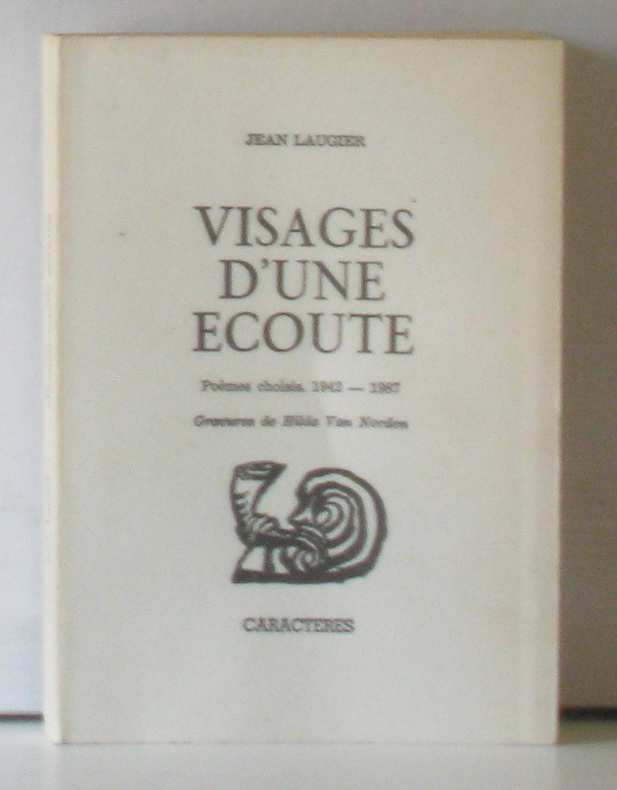 JEAN LAUGIER
VISAGES
D'UNE
ECOUTE
Poèmes choisis. 1942 — 1987
Gravures de Hilda Van Norden
CARACTERES